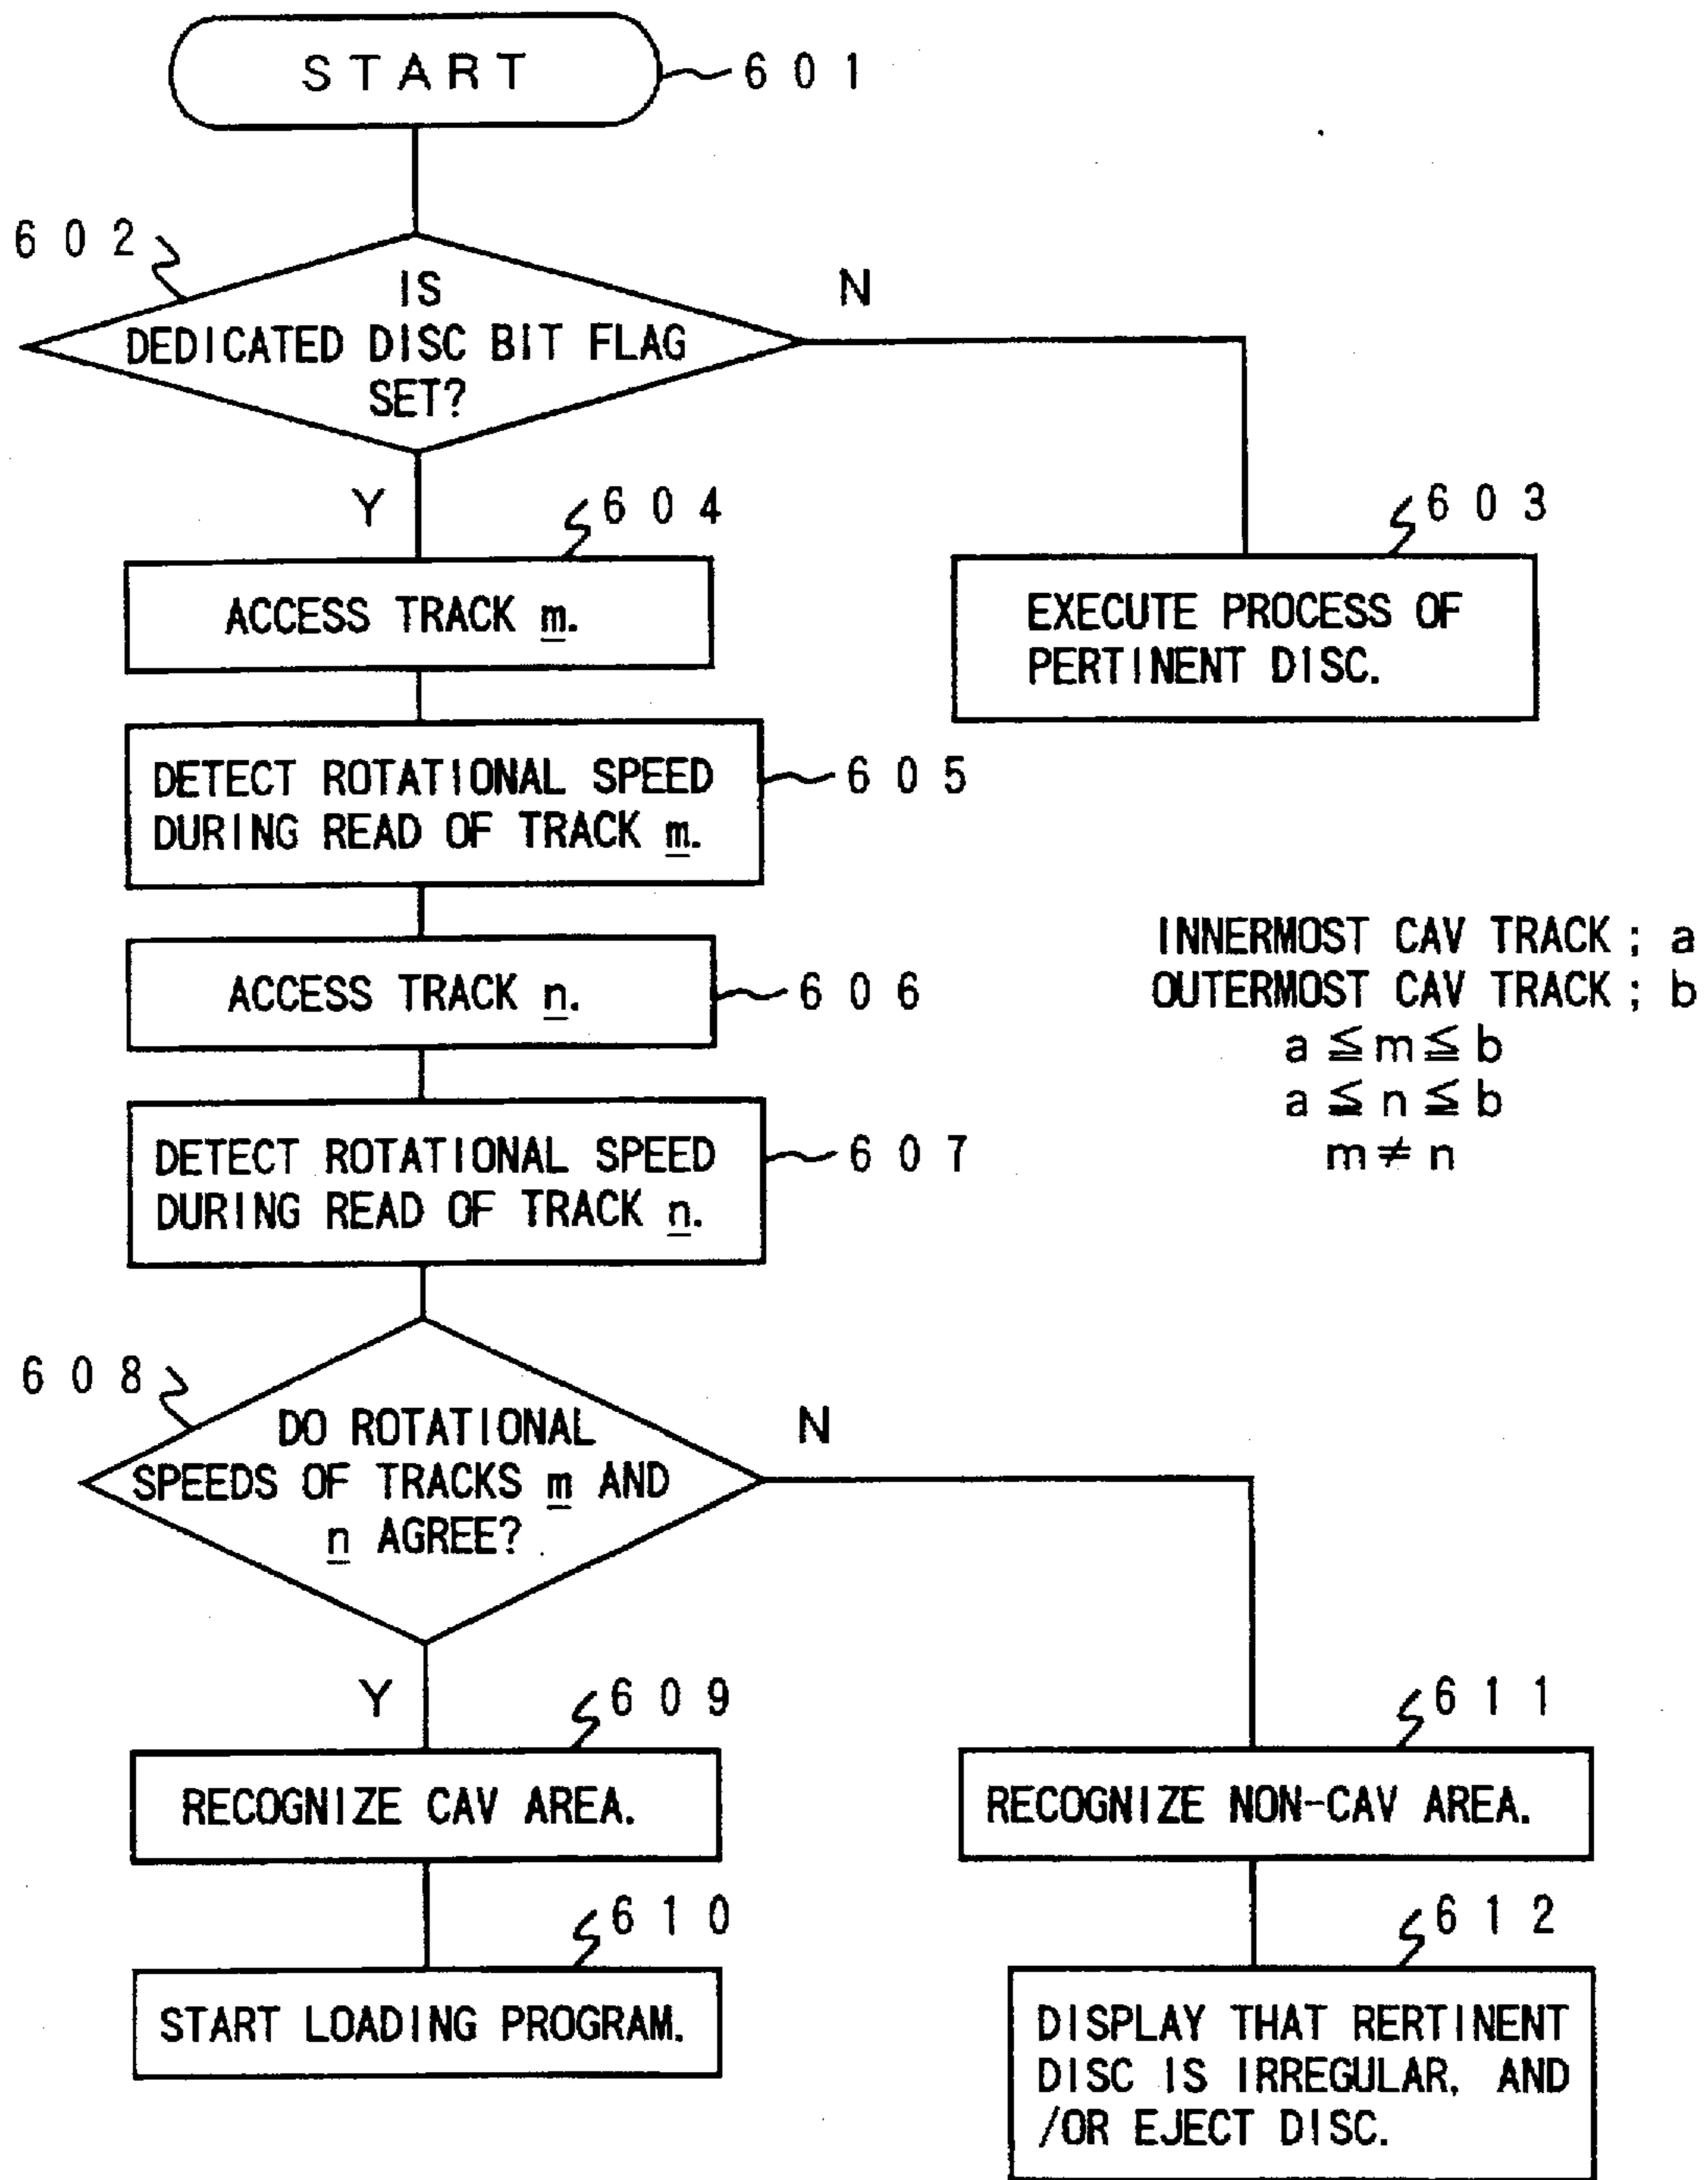 START
601
602
IS
DEDICATED DISC BIT FLAG
SET?
N
Y
604
603
ACCESS TRACK m.
EXECUTE PROCESS OF
PERTINENT DISC.
DETECT ROTATIONAL SPEED
DURING READ OF TRACK m.
605
ACCESS TRACK n.
606
INNERMOST CAV TRACK ; a
OUTERMOST CAV TRACK ; b
a ≦ m ≦ b
a ≦ n ≦ b
m ≠ n
DETECT ROTATIONAL SPEED
DURING READ OF TRACK n.
607
608
DO ROTATIONAL
SPEEDS OF TRACKS m AND
n AGREE?
N
Y
609
611
RECOGNIZE CAV AREA.
RECOGNIZE NON-CAV AREA.
610
612
START LOADING PROGRAM.
DISPLAY THAT RERTINENT
DISC IS IRREGULAR, AND
/OR EJECT DISC.